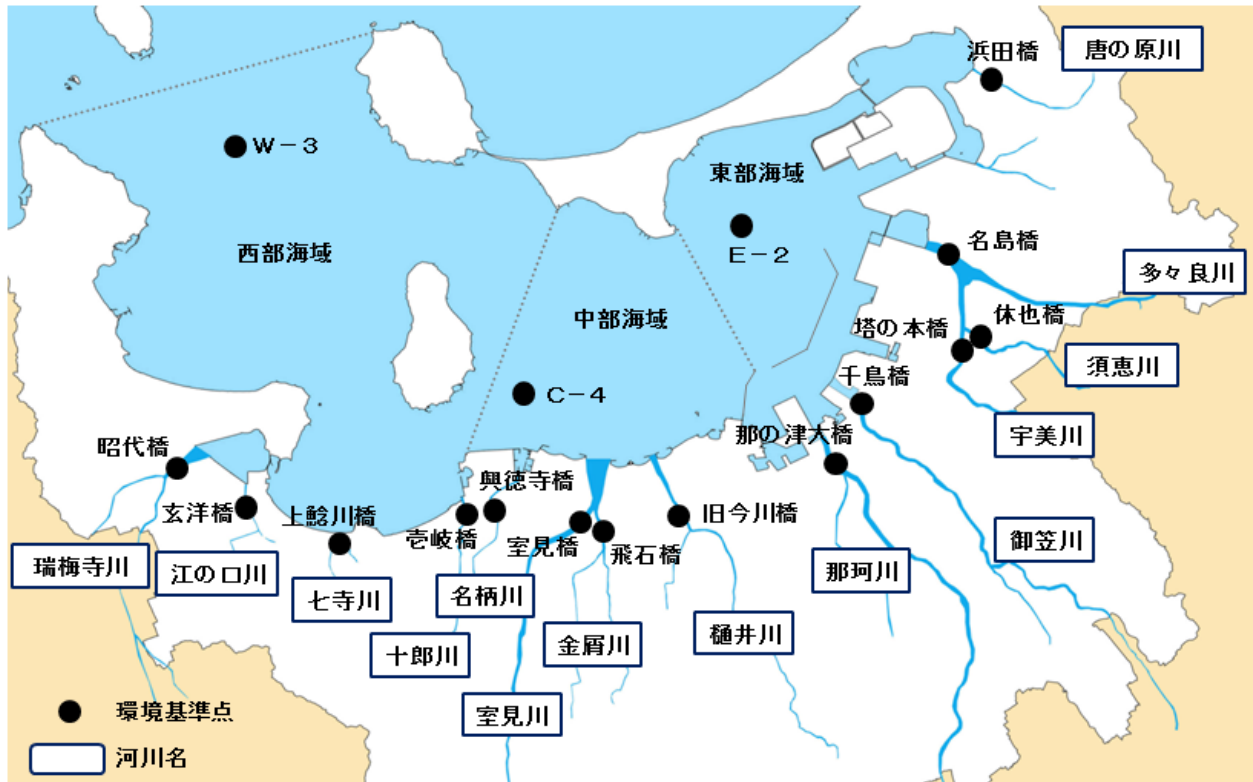 浜田橋
唐の原川
W－3
東部海域
E－2
西部海域
名島橋
多々良川
中部海域
休也橋
塔の本橋
須恵川
千鳥橋
C－4
宇美川
那の津大橋
昭代橋
興徳寺橋
玄洋橋
上鯰川橋
壱岐橋
室見橋
飛石橋
旧今川橋
御笠川
瑞梅寺川
江の口川
七寺川
名柄川
那珂川
十郎川
金屑川
樋井川
室見川
環境基準点
河川名